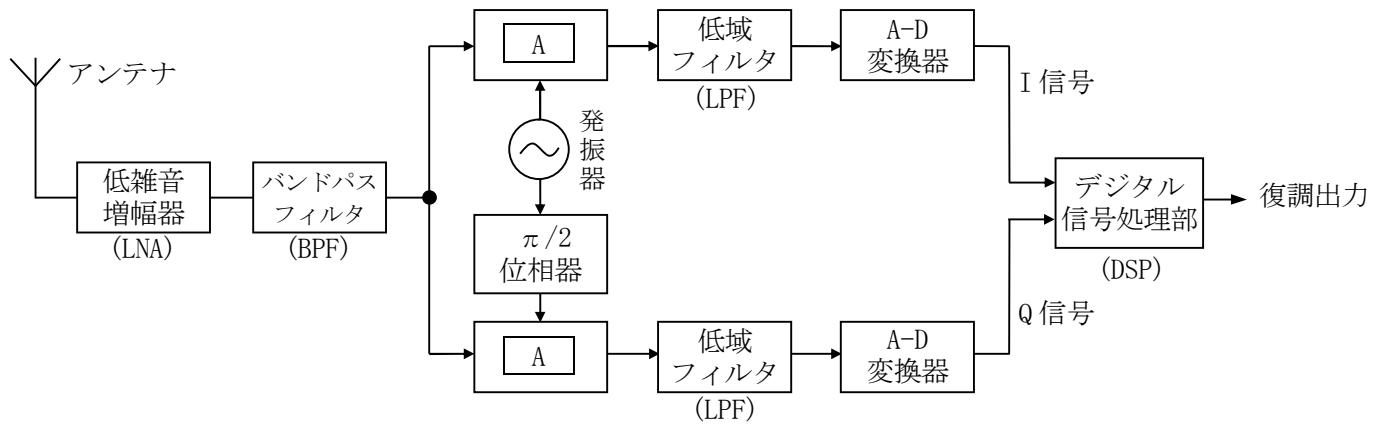 アンテナ
低雑音
増幅器
(LNA)
バンドパス
フィルタ
(BPF)
A
発振器
π/2
位相器
A
低域
フィルタ
(LPF)
A-D
変換器
I信号
低域
フィルタ
(LPF)
A-D
変換器
Q信号
デジタル
信号処理部
(DSP)
復調出力